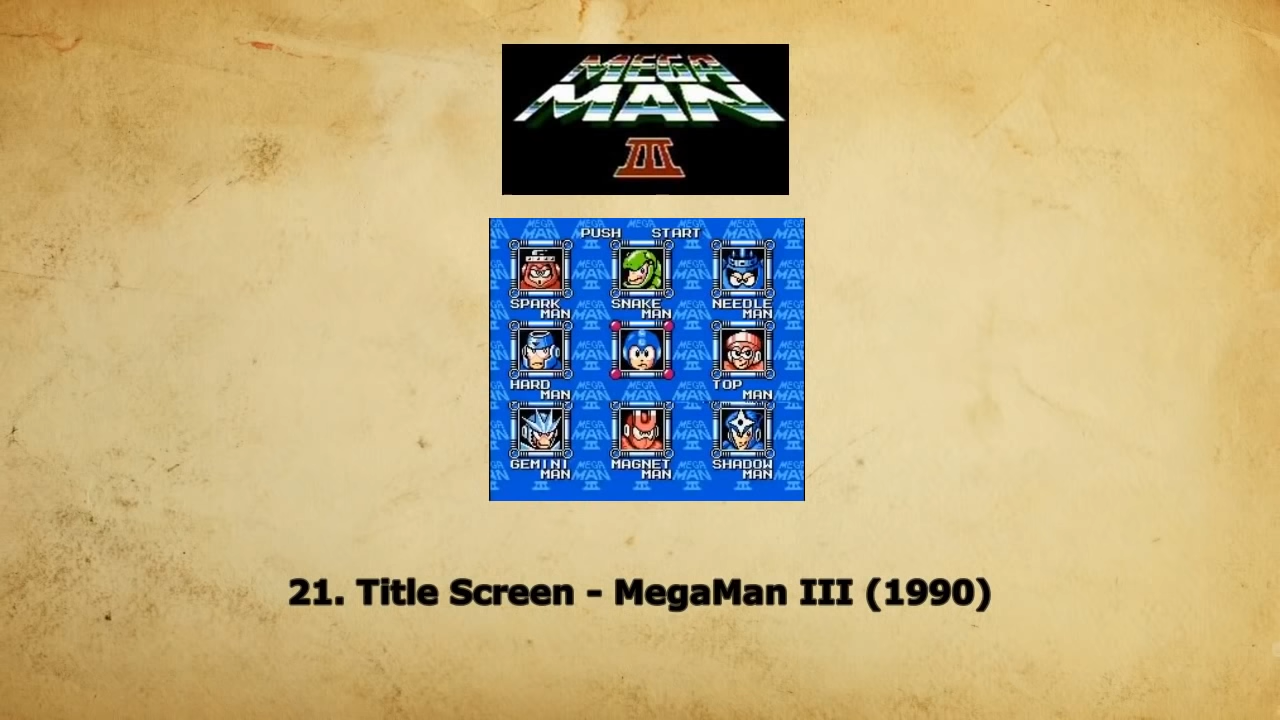 MEGA
MAN
III
PUSH START
SPARK MAN
SNAKE MAN
NEEDLE MAN
HARD MAN
TOP MAN
GEMINI MAN
MAGNET MAN
SHADOW MAN
21. Title Screen - MegaMan III (1990)